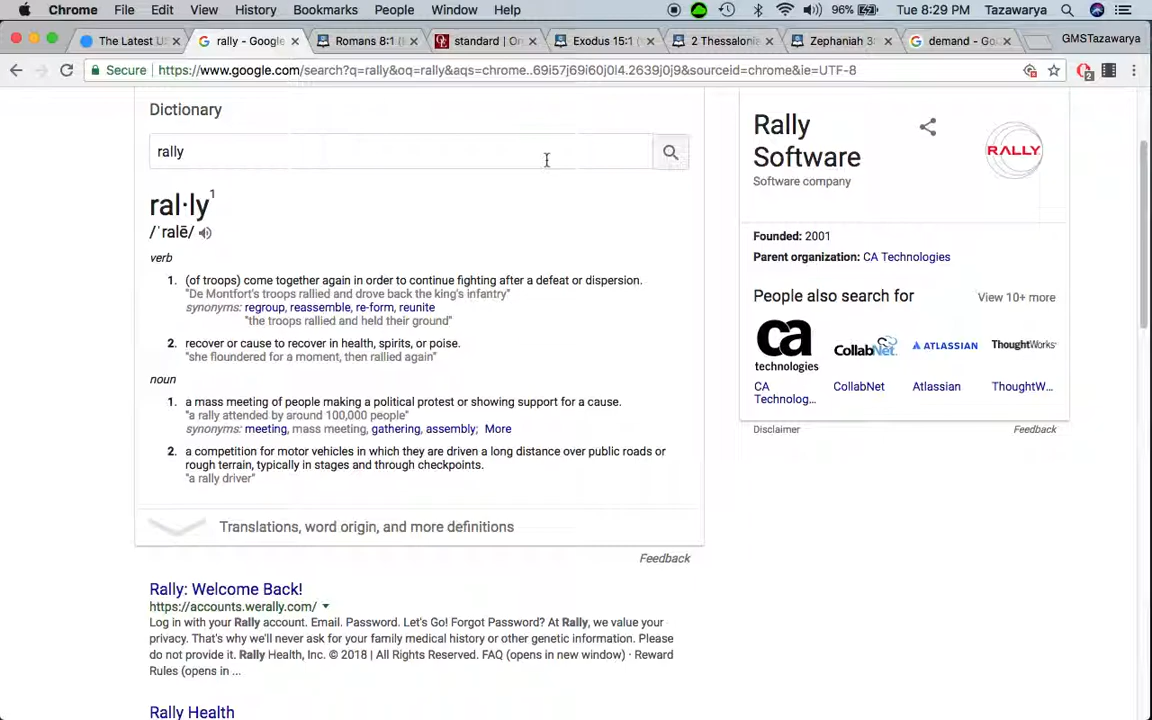 Chrome File Edit View History Bookmarks People Window Help 96% Tue 8:29 PM Tazawarya
The Latest U rally - Google Romans 8:1 ( standard | On Exodus 15:1 2 Thessaloni Zephaniah 3 demand - Go GMSTazawarya
Secure https://www.google.com/search?q=rally&oq=rally&aqs=chrome..69i57j69i60j0l4.2639j0j9&sourceid=chrome&ie=UTF-8
2
Dictionary
rally
ral·ly1
/ˈralē/
verb
1. (of troops) come together again in order to continue fighting after a defeat or dispersion.
"De Montfort's troops rallied and drove back the king's infantry"
synonyms: regroup, reassemble, re-form, reunite
"the troops rallied and held their ground"
2. recover or cause to recover in health, spirits, or poise.
"she floundered for a moment, then rallied again"
noun
1. a mass meeting of people making a political protest or showing support for a cause.
"a rally attended by around 100,000 people"
synonyms: meeting, mass meeting, gathering, assembly; More
2. a competition for motor vehicles in which they are driven a long distance over public roads or
rough terrain, typically in stages and through checkpoints.
"a rally driver"
Translations, word origin, and more definitions
Feedback
Rally: Welcome Back!
https://accounts.werally.com/
Log in with your Rally account. Email. Password. Let's Go! Forgot Password? At Rally, we value your
privacy. That's why we'll never ask for your family medical history or other genetic information. Please
do not provide it. Rally Health, Inc. © 2018 | All Rights Reserved. FAQ (opens in new window) · Reward
Rules (opens in ...
Rally Health
Rally
Software
Software company
RALLY
Founded: 2001
Parent organization: CA Technologies
People also search for View 10+ more
ca
technologies
CollabNet
ATLASSIAN
ThoughtWorks
CA
Technolog...
CollabNet
Atlassian
ThoughtW...
Disclaimer
Feedback